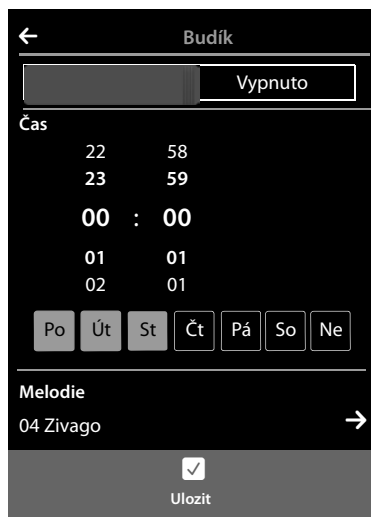 Budík
Vypnuto
Čas
22 58
23 59
00 : 00
01 01
02 01
Po Út St Čt Pá So Ne
Melodie
04 Zivago
Ulozit